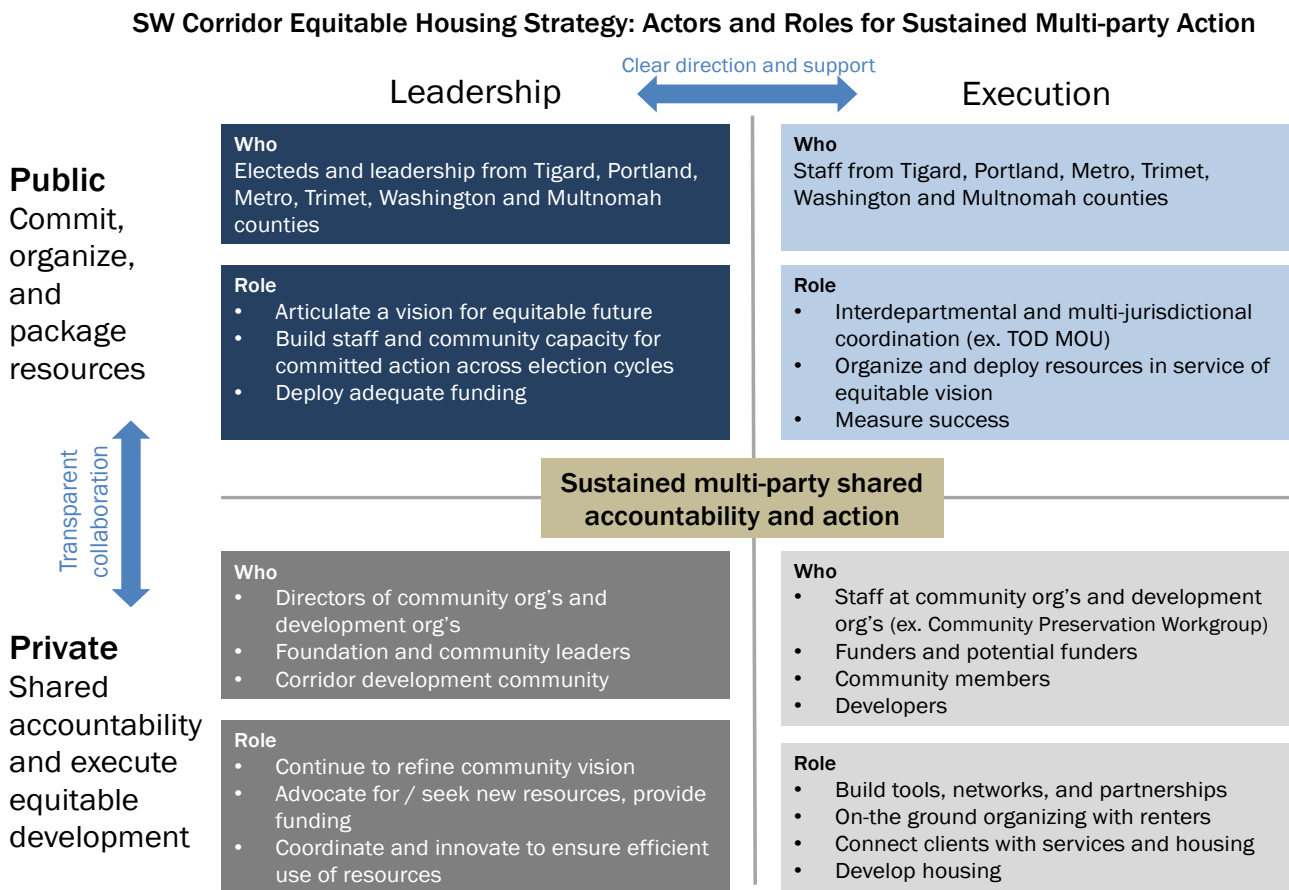 SW Corridor Equitable Housing Strategy: Actors and Roles for Sustained Multi-party Action
Clear direction and support
Leadership
Execution
Public
Commit,
organize,
and
package
resources
Who
Electeds and leadership from Tigard, Portland,
Metro, Trimet, Washington and Multnomah
counties
Who
Staff from Tigard, Portland, Metro, Trimet,
Washington and Multnomah counties
Role
• Articulate a vision for equitable future
• Build staff and community capacity for
committed action across election cycles
• Deploy adequate funding
Role
• Interdepartmental and multi-jurisdictional
coordination (ex. TOD MOU)
• Organize and deploy resources in service of
equitable vision
• Measure success
Transparent
collaboration
Sustained multi-party shared
accountability and action
Private
Shared
accountability
and execute
equitable
development
Who
• Directors of community org's and
development org's
• Foundation and community leaders
• Corridor development community
Who
• Staff at community org's and development
org's (ex. Community Preservation Workgroup)
• Funders and potential funders
• Community members
• Developers
Role
• Continue to refine community vision
• Advocate for / seek new resources, provide
funding
• Coordinate and innovate to ensure efficient
use of resources
Role
• Build tools, networks, and partnerships
• On-the ground organizing with renters
• Connect clients with services and housing
• Develop housing